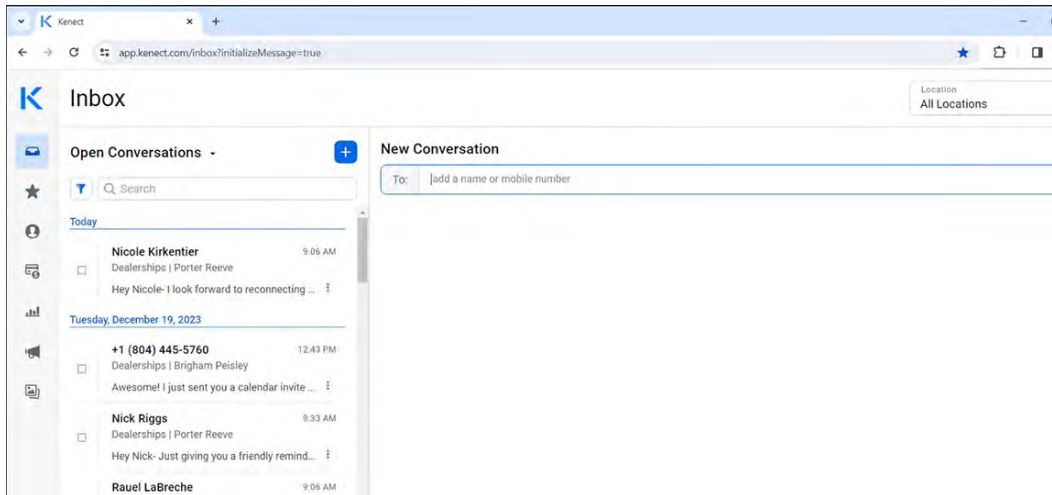 Kenect
app.kenect.com/inbox?initializeMessage=true
Inbox
Location
All Locations
Open Conversations
New Conversation
Search
To: add a name or mobile number
Today
Nicole Kirkentier 9:06 AM
Dealerships | Porter Reeve
Hey Nicole- I look forward to reconnecting ...
Tuesday, December 19, 2023
+1 (804) 445-5760 12:43 PM
Dealerships | Brigham Peisley
Awesome! I just sent you a calendar invite ...
Nick Riggs 9:33 AM
Dealerships | Porter Reeve
Hey Nick- Just giving you a friendly remind...
Rauel LaBreche 9:06 AM